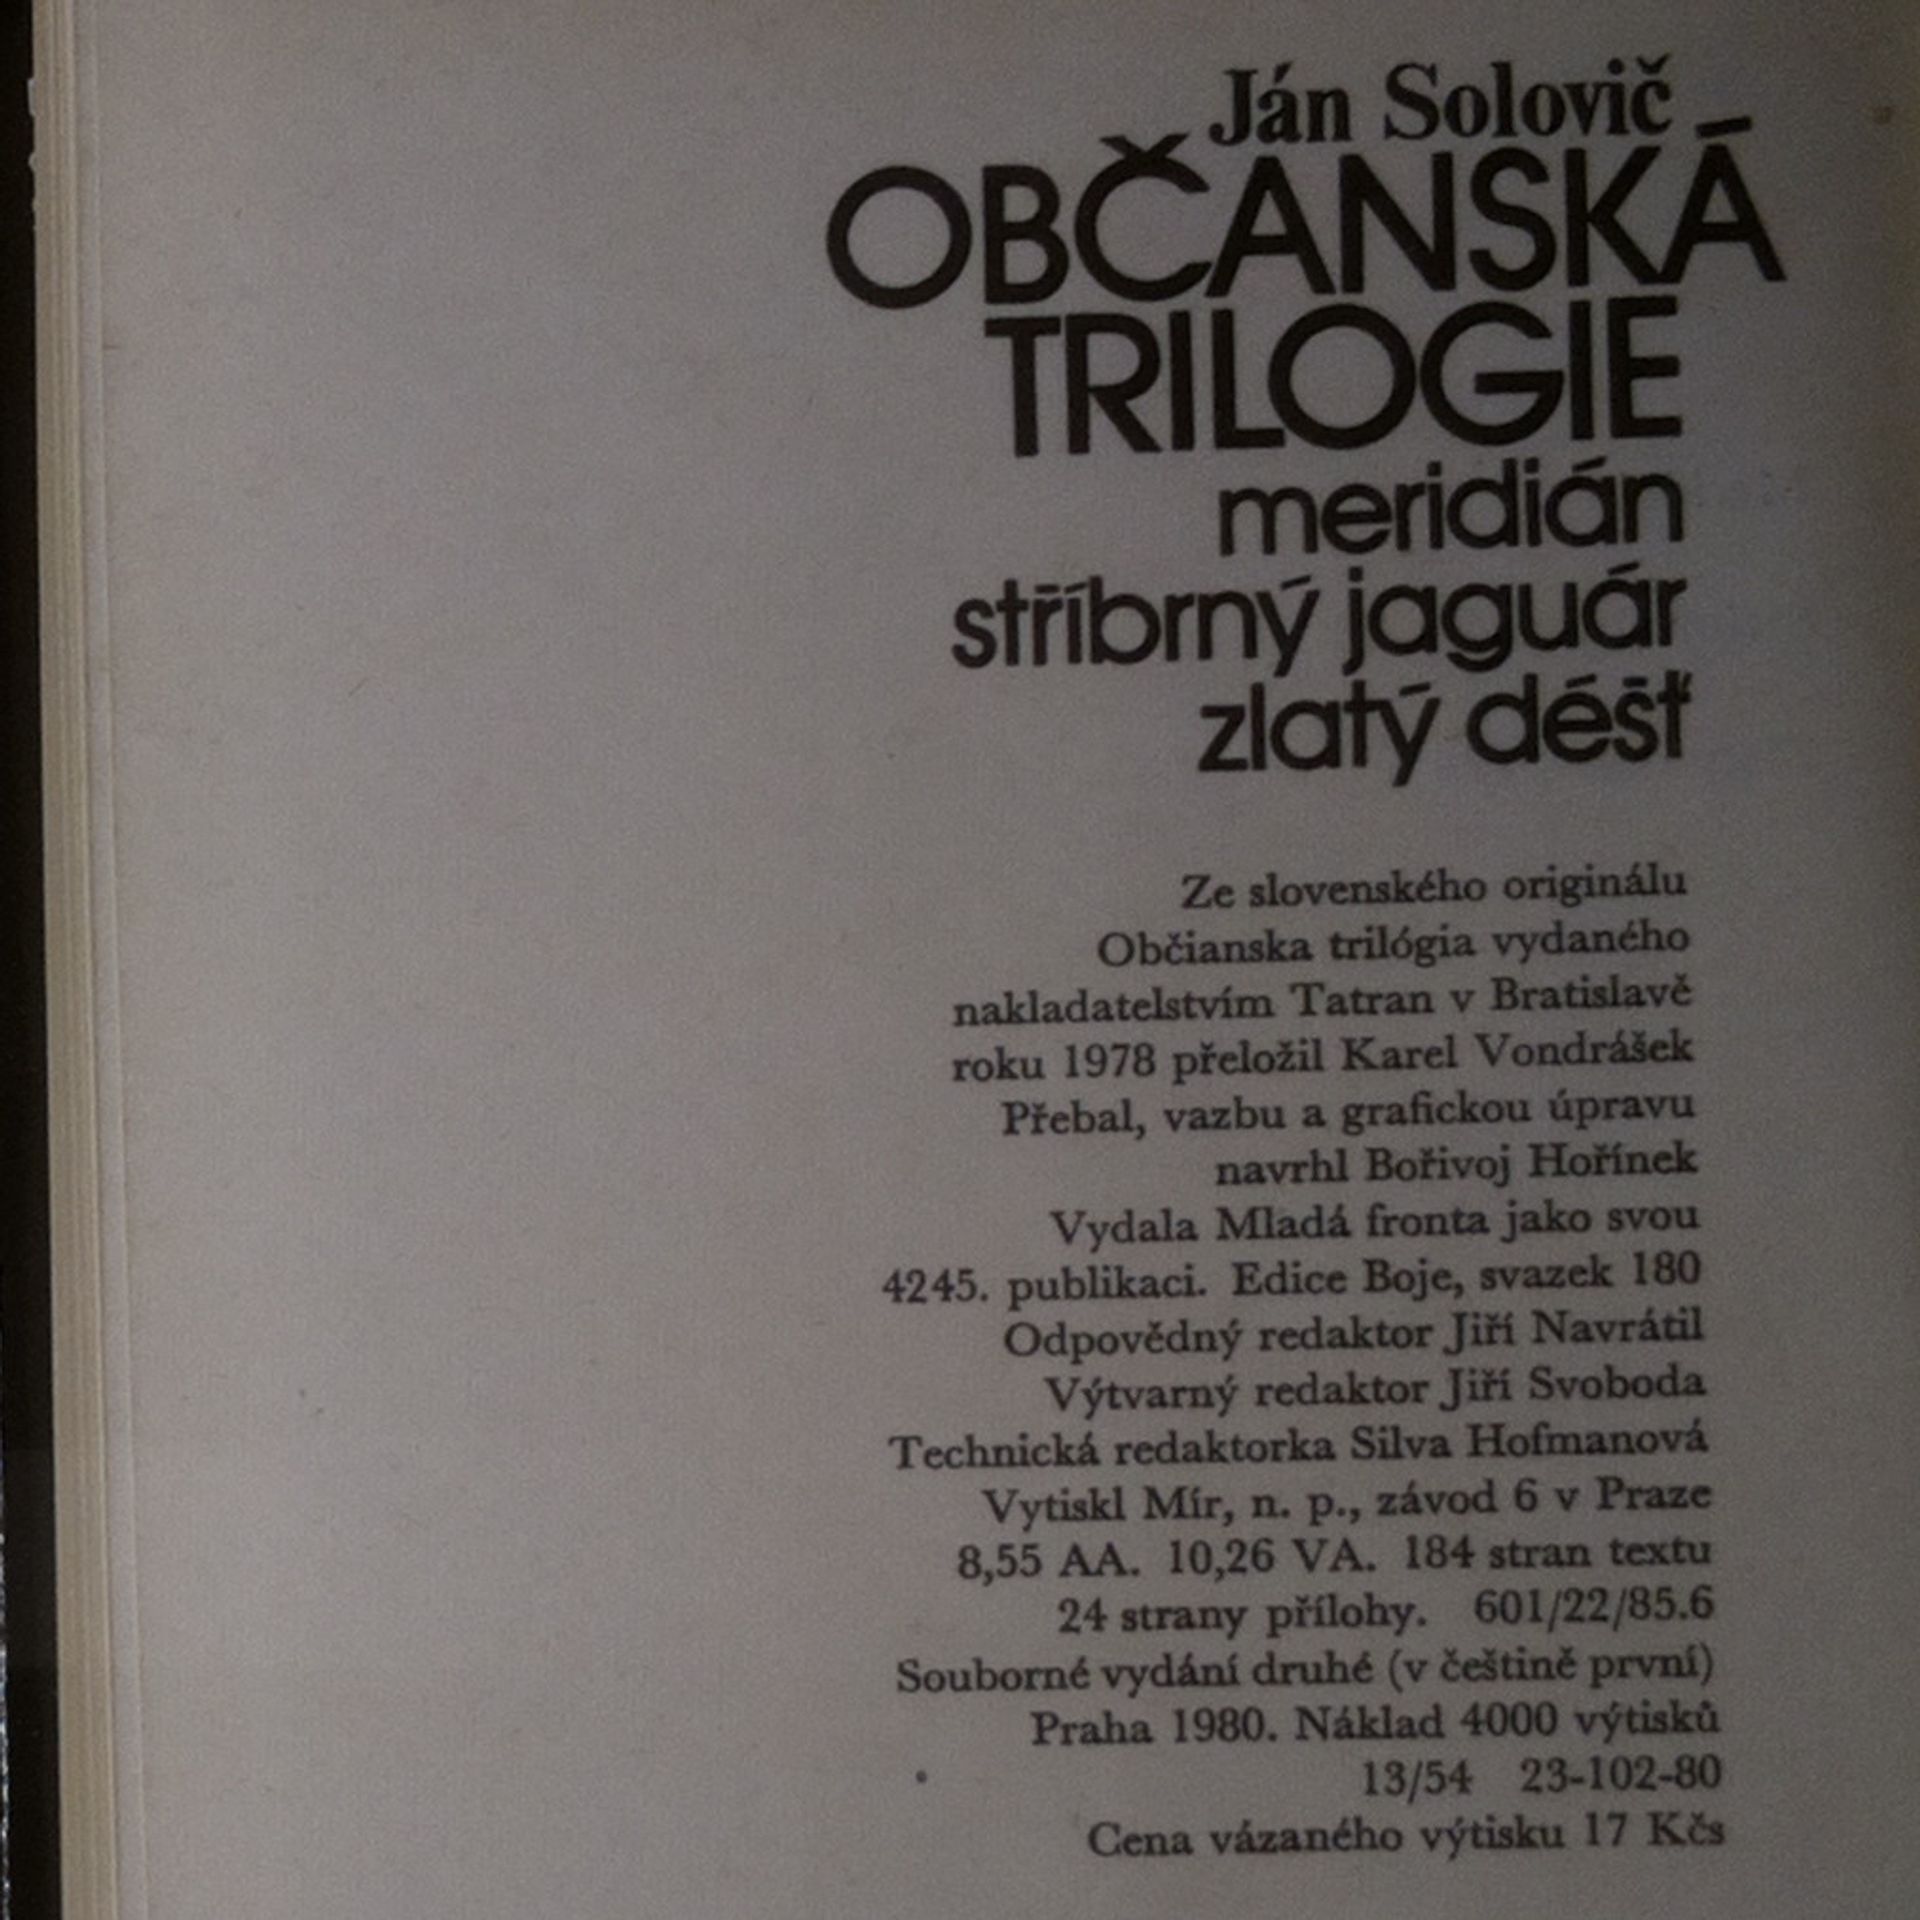 Ján Solovič
OBČANSKÁ
TRILOGIE
meridián
stříbrný jaguár
zlatý déšť
Ze slovenského originálu
Občianska trilógia vydaného
nakladatelstvím Tatran v Bratislavě
roku 1978 přeložil Karel Vondrášek
Přebal, vazbu a grafickou úpravu
navrhl Bořivoj Hořínek
Vydala Mladá fronta jako svou
4245. publikaci. Edice Boje, svazek 180
Odpovědný redaktor Jiří Navrátil
Výtvarný redaktor Jiří Svoboda
Technická redaktorka Silva Hofmanová
Vytiskl Mír, n. p., závod 6 v Praze
8,55 AA. 10,26 VA. 184 stran textu
24 strany přílohy. 601/22/85.6
Souborné vydání druhé (v češtině první)
Praha 1980. Náklad 4000 výtisků
13/54 23-102-80
Cena vázaného výtisku 17 Kčs